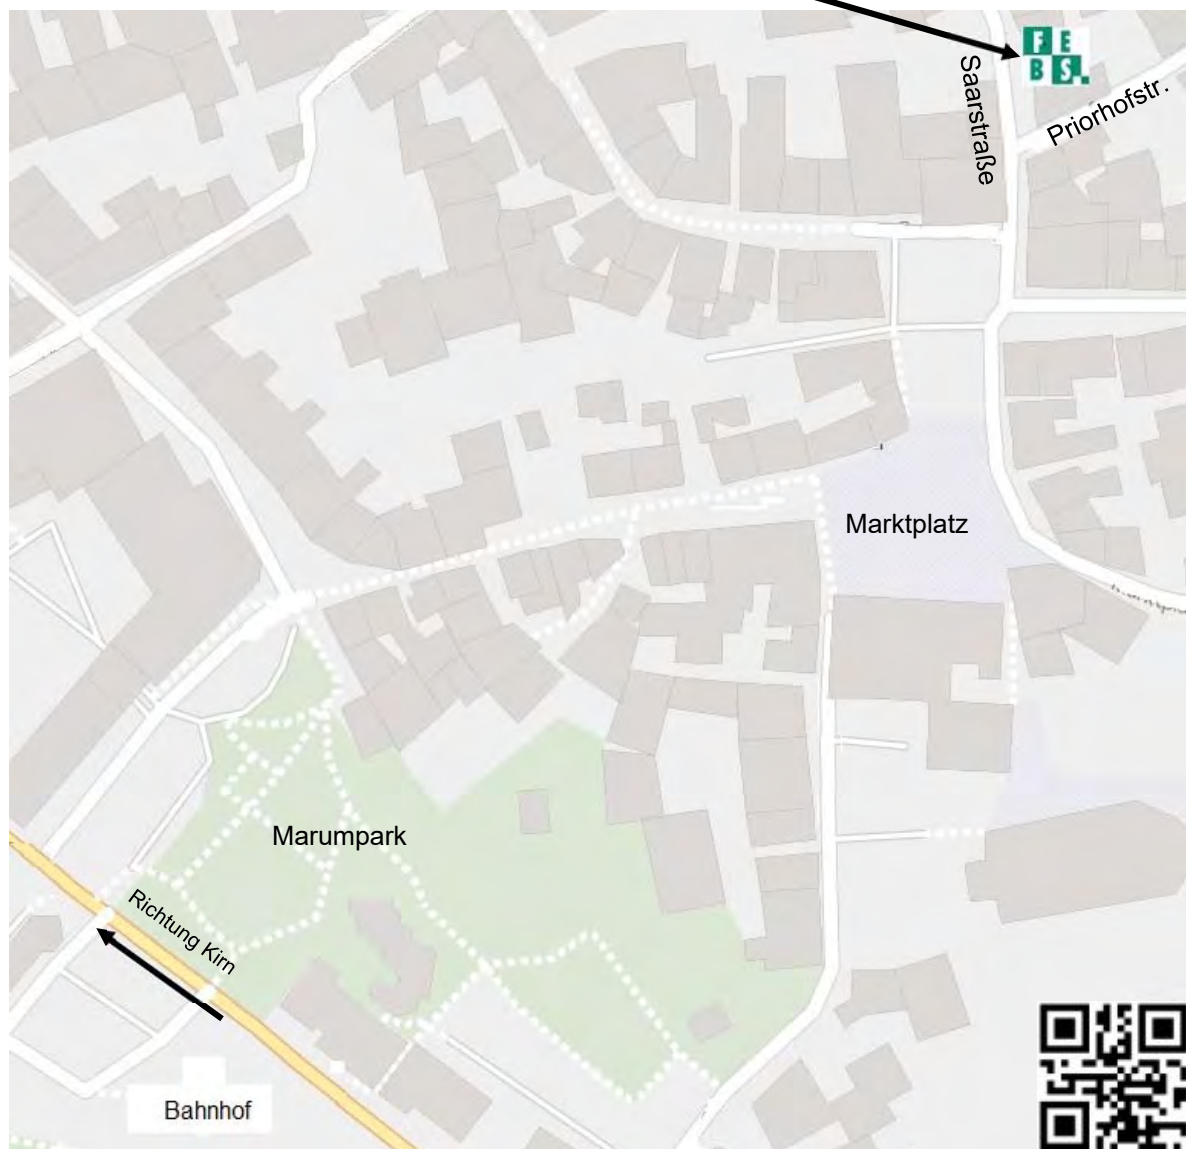 F E
B S.
Saarstraße
Priorhofstr.
Marktplatz
Marumpark
Richtung Kirn
Bahnhof